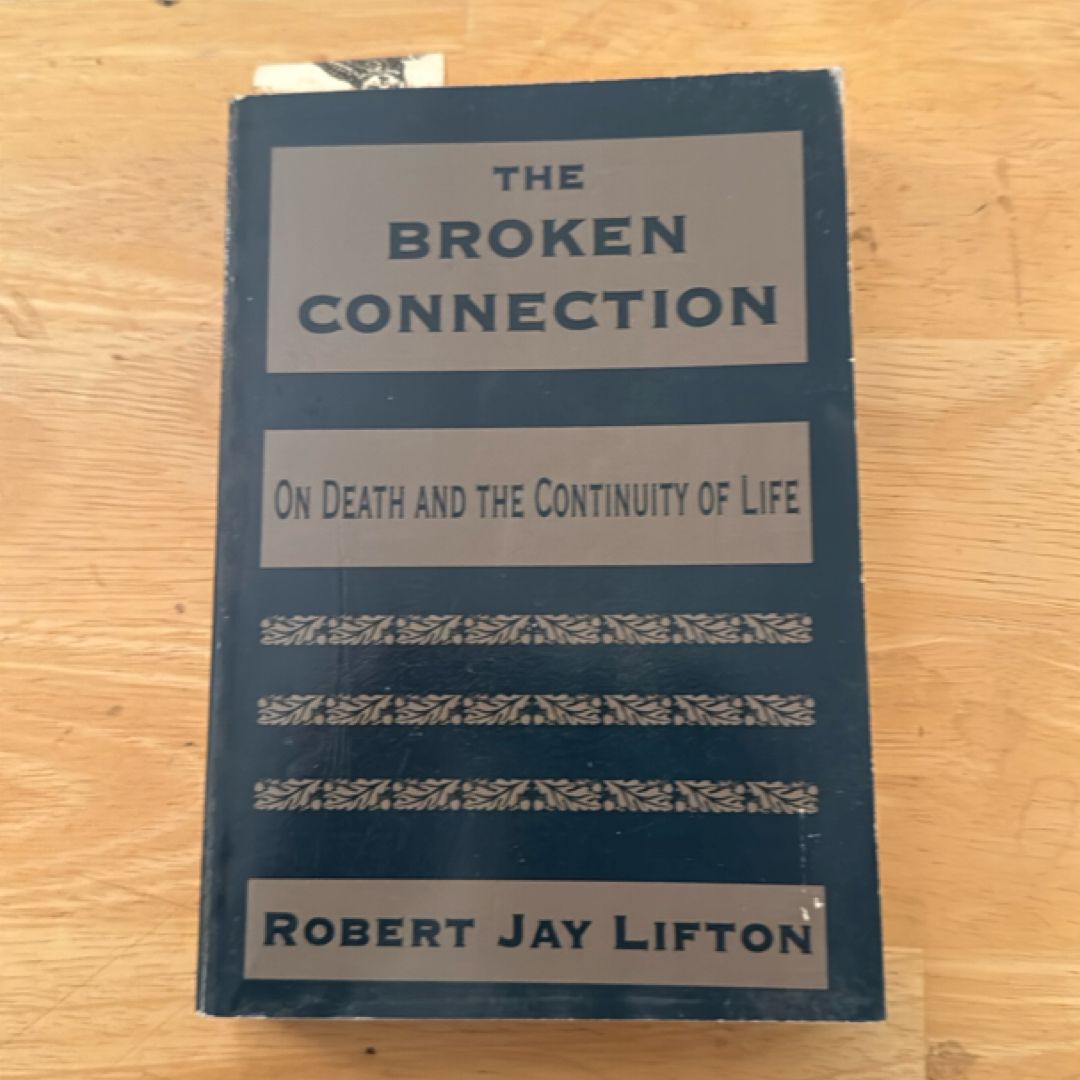 THE
BROKEN
CONNECTION
ON DEATH AND THE CONTINUITY OF LIFE
ROBERT JAY LIFTON